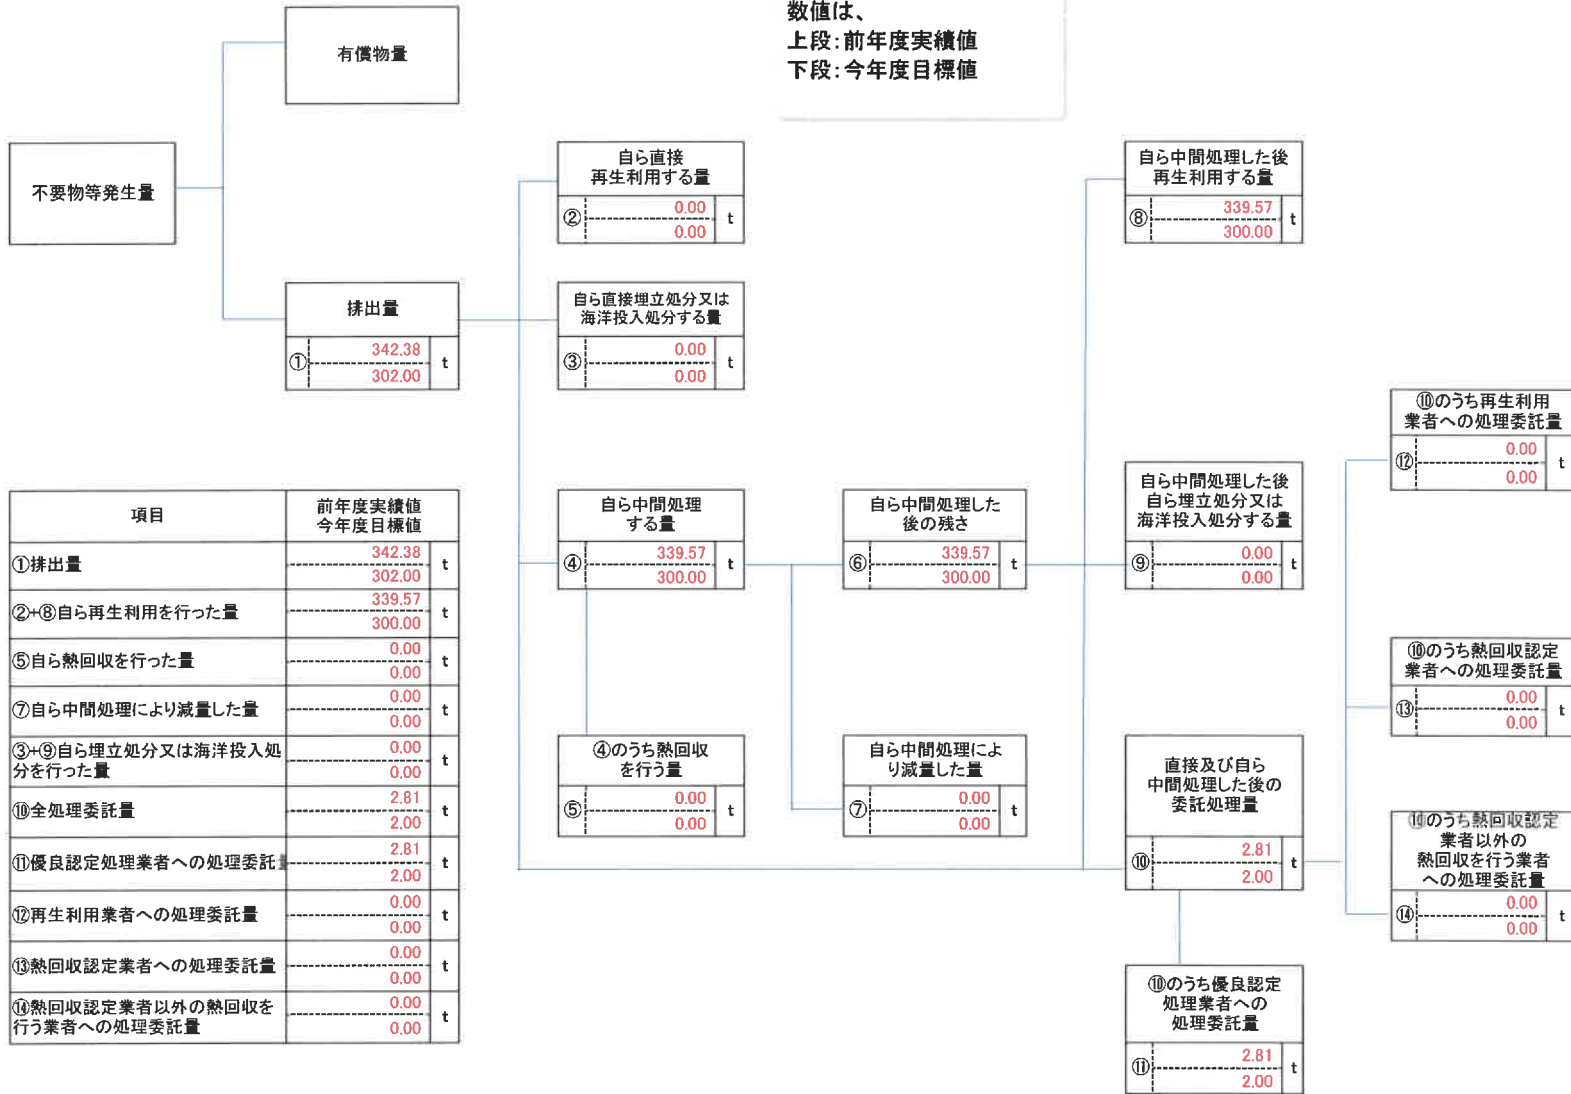 数値は、
上段:前年度実績値
下段:今年度目標値
有償物量
不要物等発生量
排出量
①
342.38
302.00
t
自ら直接
再生利用する量
②
0.00
0.00
t
自ら直接埋立処分又は
海洋投入処分する量
③
0.00
0.00
t
自ら中間処理
する量
④
339.57
300.00
t
④のうち熱回収
を行う量
⑤
0.00
0.00
t
自ら中間処理した
後の残さ
⑥
339.57
300.00
t
自ら中間処理によ
り減量した量
⑦
0.00
0.00
t
自ら中間処理した後
再生利用する量
⑧
339.57
300.00
t
自ら中間処理した後
自ら埋立処分又は
海洋投入処分する量
⑨
0.00
0.00
t
直接及び自ら
中間処理した後の
委託処理量
⑩
2.81
2.00
t
⑩のうち優良認定
処理業者への
処理委託量
⑪
2.81
2.00
t
⑩のうち再生利用
業者への処理委託量
⑫
0.00
0.00
t
⑩のうち熱回収認定
業者への処理委託量
⑬
0.00
0.00
t
⑩のうち熱回収認定
業者以外の
熱回収を行う業者
への処理委託量
⑭
0.00
0.00
t
項目
前年度実績値
今年度目標値
①排出量
342.38
302.00
t
②+⑧自ら再生利用を行った量
339.57
300.00
t
⑤自ら熱回収を行った量
0.00
0.00
t
⑦自ら中間処理により減量した量
0.00
0.00
t
③+⑨自ら埋立処分又は海洋投入処
分を行った量
0.00
0.00
t
⑩全処理委託量
2.81
2.00
t
⑪優良認定処理業者への処理委託量
2.81
2.00
t
⑫再生利用業者への処理委託量
0.00
0.00
t
⑬熱回収認定業者への処理委託量
0.00
0.00
t
⑭熱回収認定業者以外の熱回収を
行う業者への処理委託量
0.00
0.00
t